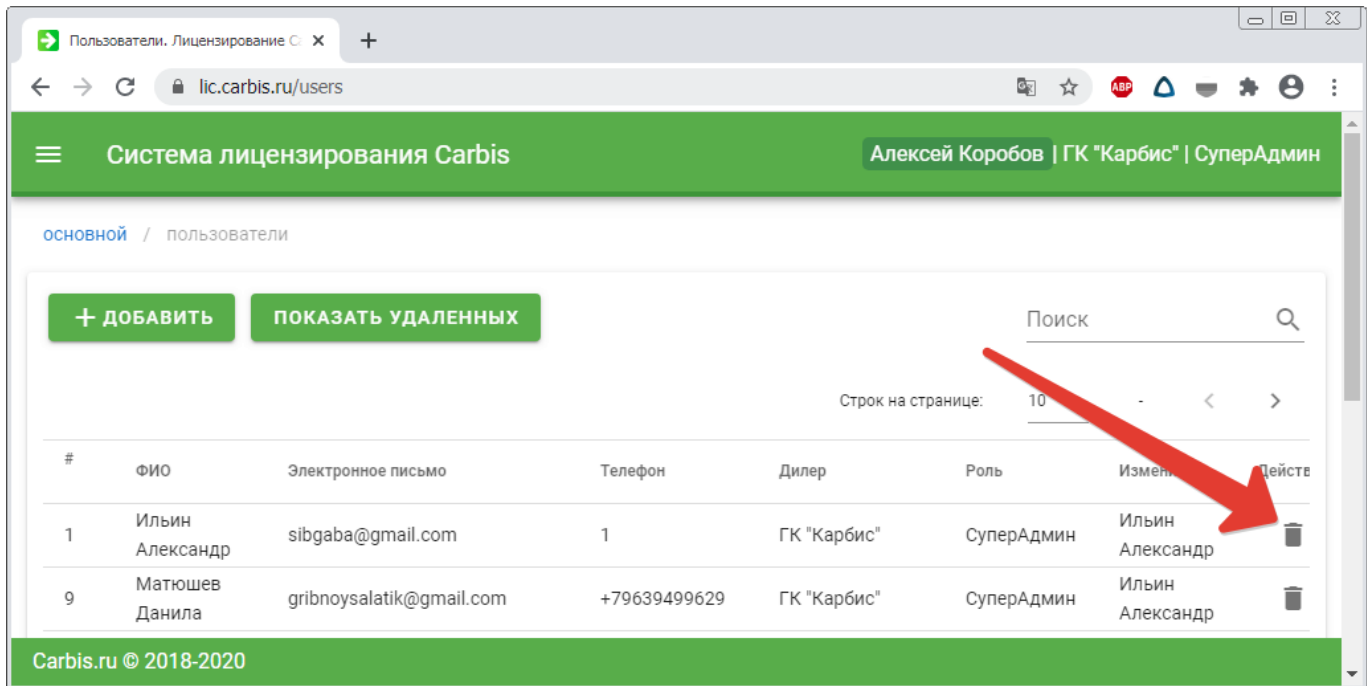 Пользователи. Лицензирование Ca
lic.carbis.ru/users
ABP
Система лицензирования Carbis
Алексей Коробов | ГК "Карбис" | СуперАдмин
основной / пользователи
+ ДОБАВИТЬ
ПОКАЗАТЬ УДАЛЕННЫХ
Поиск
Строк на странице: 10 -
# ФИО Электронное письмо Телефон Дилер Роль Измен Действ
1 Ильин Александр sibgaba@gmail.com 1 ГК "Карбис" СуперАдмин Ильин Александр
9 Матюшев Данила gribnoysalatik@gmail.com +79639499629 ГК "Карбис" СуперАдмин Ильин Александр
Carbis.ru © 2018-2020